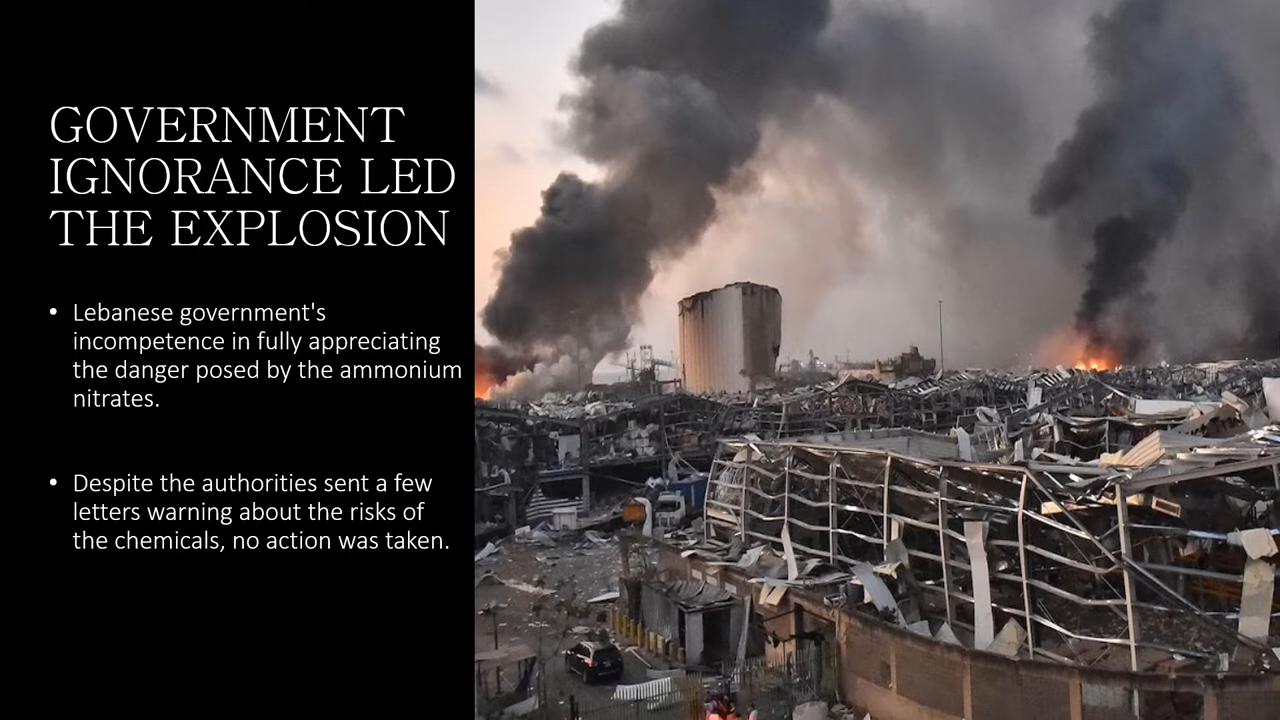 GOVERNMENT
IGNORANCE LED
THE EXPLOSION
• Lebanese government's
incompetence in fully appreciating
the danger posed by the ammonium
nitrates.
• Despite the authorities sent a few
letters warning about the risks of
the chemicals, no action was taken.